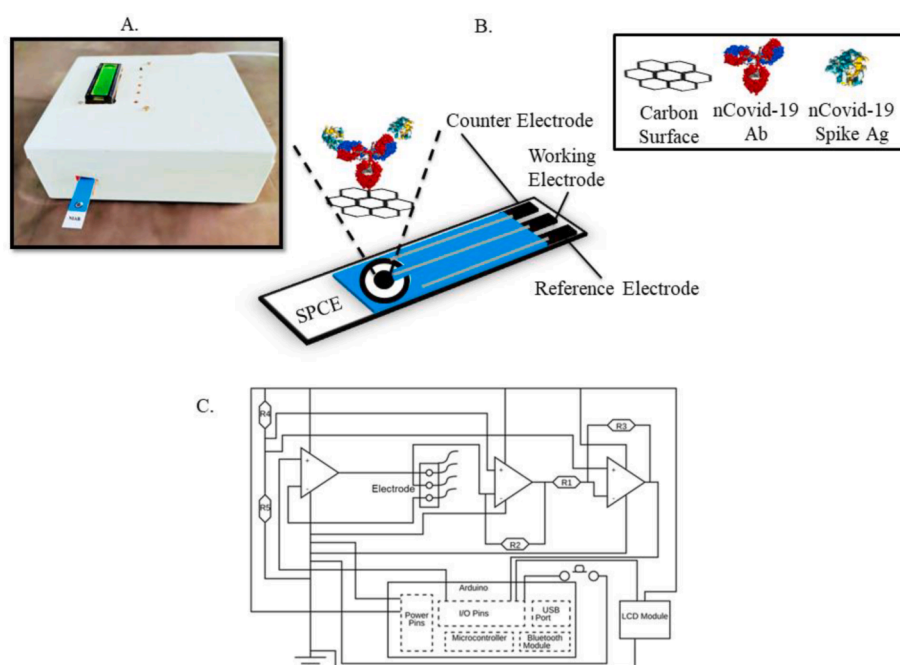 A.
B.
Carbon
Surface
nCovid-19
Ab
nCovid-19
Spike Ag
Counter Electrode
Working
Electrode
Reference Electrode
SPCE
C.
R4
R3
+
-
+
-
+
-
R1
Electrode
R5
R2
Arduino
Power
Pins
I/O Pins
USB
Port
Microcontroller
Bluetooth
Module
LCD Module